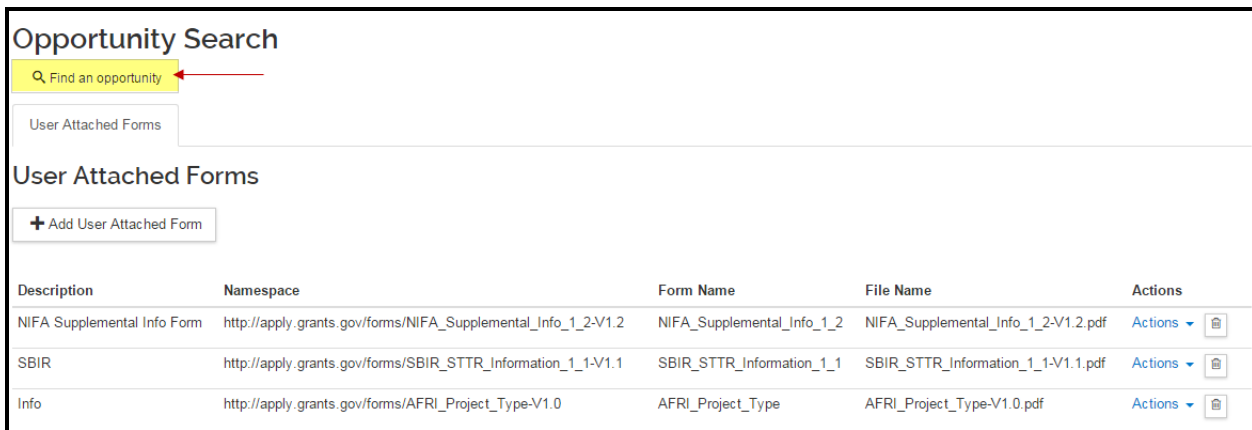 Opportunity Search
Find an opportunity
User Attached Forms
User Attached Forms
Add User Attached Form
Description Namespace Form Name File Name Actions
NIFA Supplemental Info Form http://apply.grants.gov/forms/NIFA_Supplemental_Info_1_2-V1.2 NIFA_Supplemental_Info_1_2 NIFA_Supplemental_Info_1_2-V1.2.pdf Actions
SBIR http://apply.grants.gov/forms/SBIR_STTR_Information_1_1-V1.1 SBIR_STTR_Information_1_1 SBIR_STTR_Information_1_1-V1.1.pdf Actions
Info http://apply.grants.gov/forms/AFRI_Project_Type-V1.0 AFRI_Project_Type AFRI_Project_Type-V1.0.pdf Actions